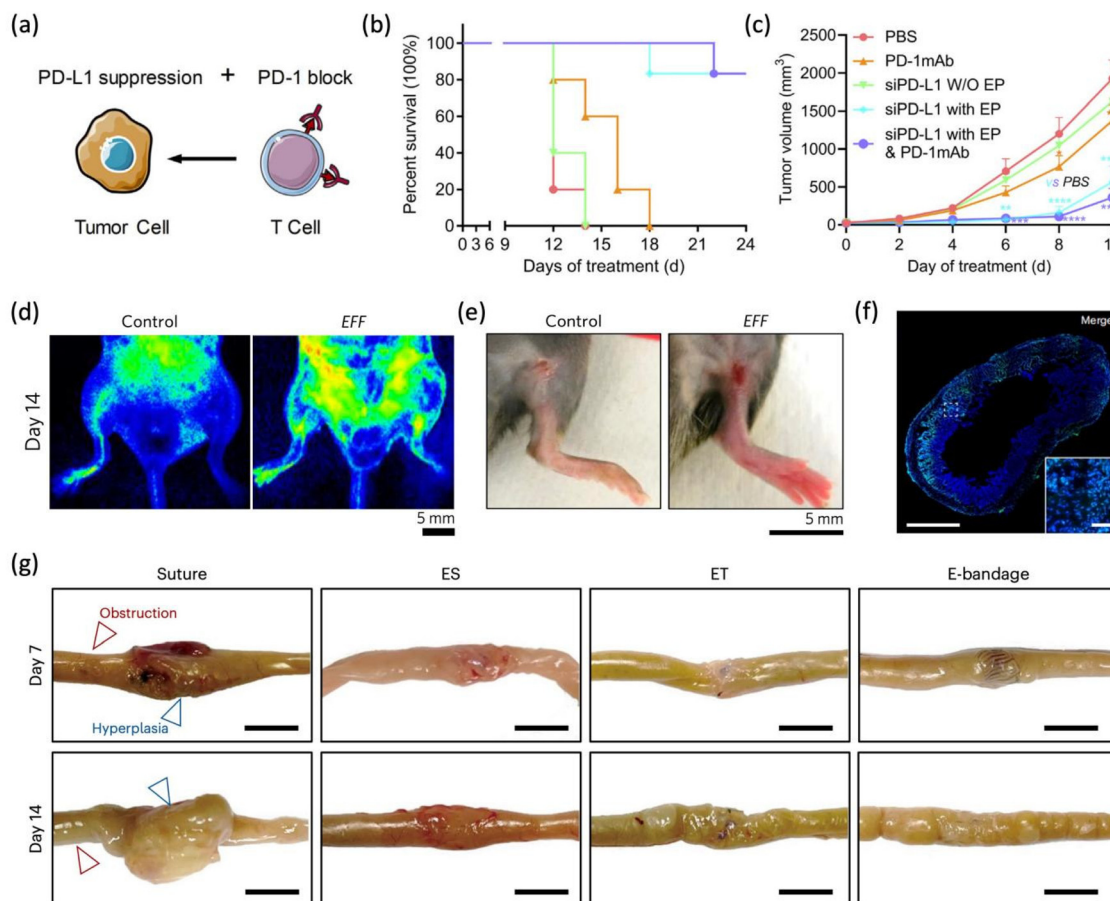 (a)
PD-L1 suppression + PD-1 block
Tumor Cell
T Cell
(b)
Percent survival (100%)
100
80
60
40
20
0
0 3 6 9 12 15 18 21 24
Days of treatment (d)
(c)
Tumor volume (mm3)
2500
2000
1500
1000
500
0
PBS
PD-1mAb
siPD-L1 W/O EP
siPD-L1 with EP
siPD-L1 with EP
& PD-1mAb
vs PBS
*
**
***
****
****
0 2 4 6 8
Day of treatment (d)
(d)
Control EFF
Day 14
5 mm
(e)
Control EFF
5 mm
(f)
Merge
(g)
Suture ES ET E-bandage
Day 7
Obstruction
Hyperplasia
Day 14